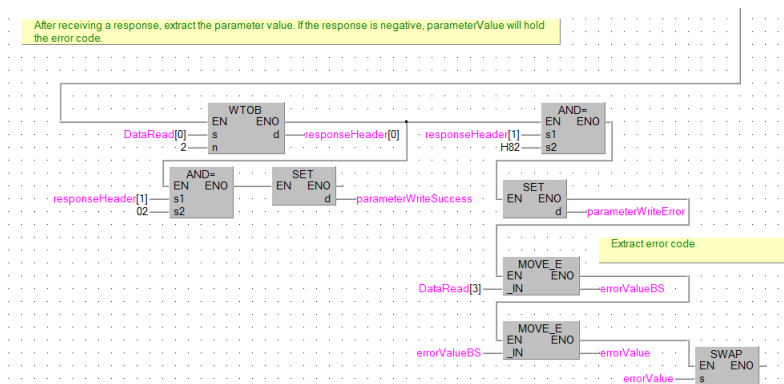 After receiving a response, extract the parameter value. If the response is negative, parameterValue will hold
the error code.
WTOB
EN ENO
DataRead[0] s d responseHeader[0]
2 n
AND=
EN ENO
responseHeader[1] s1
H82 s2
AND=
EN ENO
responseHeader[1] s1
02 s2
SET
EN ENO
d parameterWriteSuccess
SET
EN ENO
d parameterWriteError
Extract error code
MOVE_E
EN ENO
DataRead[3] _IN errorValueBS
MOVE_E
EN ENO
errorValueBS _IN errorValue
SWAP
EN ENO
errorValue s